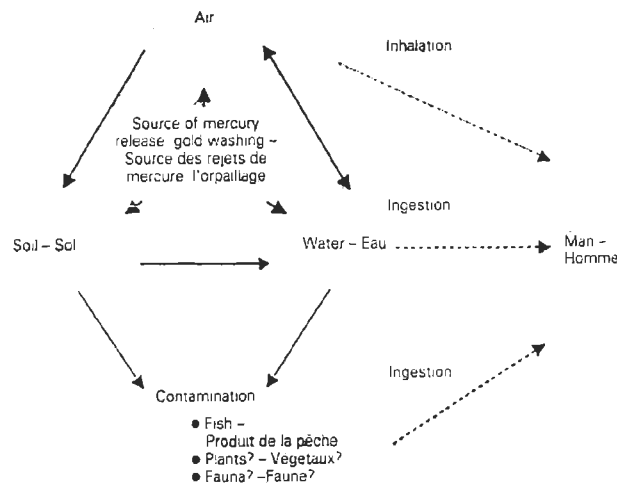 Air
Inhalation
Source of mercury
release gold washing –
Source des rejets de
mercure l'orpaillage
Ingestion
Soil – Sol
Water – Eau
Man –
Homme
Ingestion
Contamination
● Fish –
Produit de la pêche
● Plants? – Végetaux?
● Fauna? –Faune?